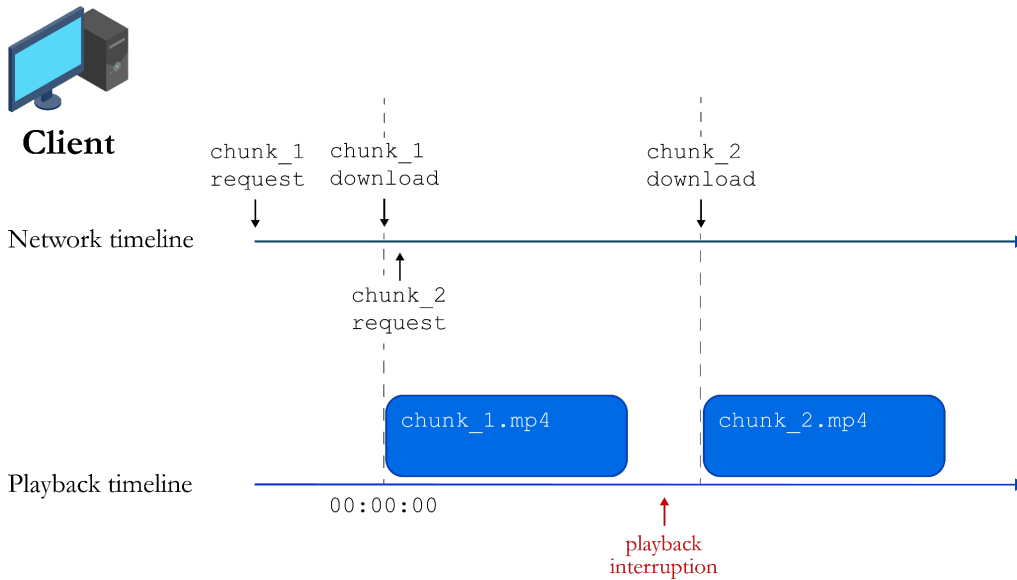 Client
chunk_1
request
chunk_1
download
chunk_2
download
Network timeline
chunk_2
request
chunk_1.mp4
chunk_2.mp4
Playback timeline
00:00:00
playback
interruption